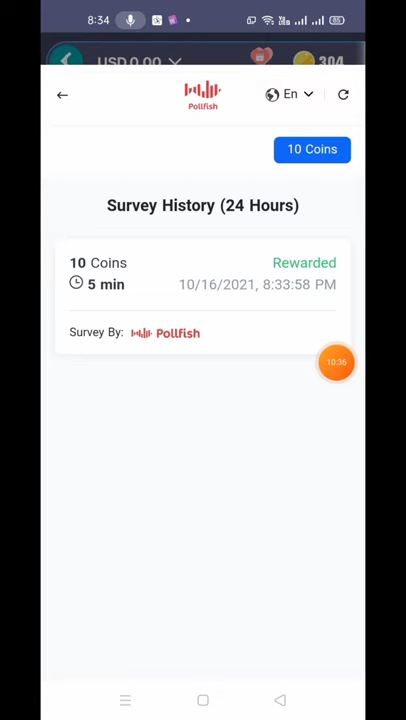 8:34
85
USD 0.00
304
Pollfish
En
10 Coins
Survey History (24 Hours)
10 Coins Rewarded
5 min 10/16/2021, 8:33:58 PM
Survey By: Pollfish
10:36